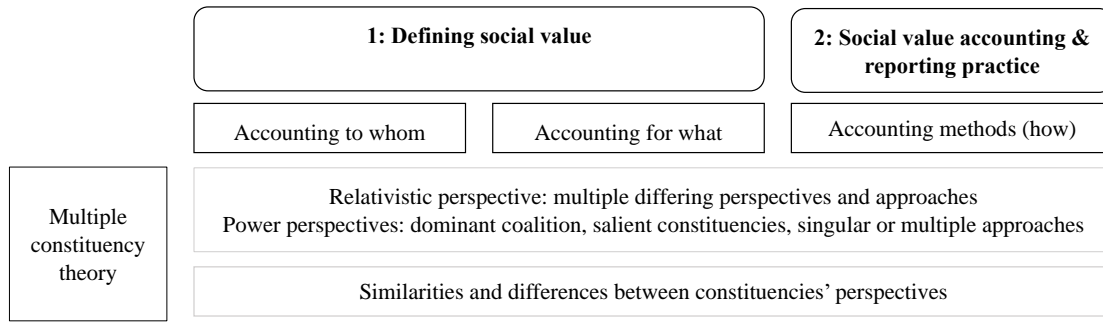 1: Defining social value
2: Social value accounting &
reporting practice
Accounting to whom
Accounting for what
Accounting methods (how)
Multiple
constituency
theory
Relativistic perspective: multiple differing perspectives and approaches
Power perspectives: dominant coalition, salient constituencies, singular or multiple approaches
Similarities and differences between constituencies’ perspectives